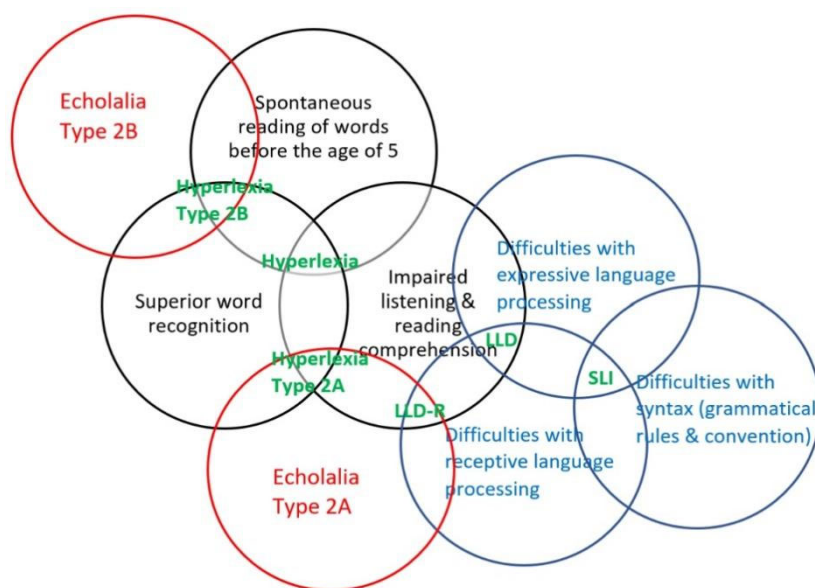 Echolalia
Type 2B
Spontaneous
reading of words
before the age of 5
Hyperlexia
Type 2B
Hyperlexia
Superior word
recognition
Impaired
listening &
reading
comprehension
Difficulties with
expressive language
processing
LLD
Hyperlexia
Type 2A
SLI
Difficulties with
syntax (grammatical
rules & convention)
LLD-R
Difficulties with
receptive language
processing
Echolalia
Type 2A